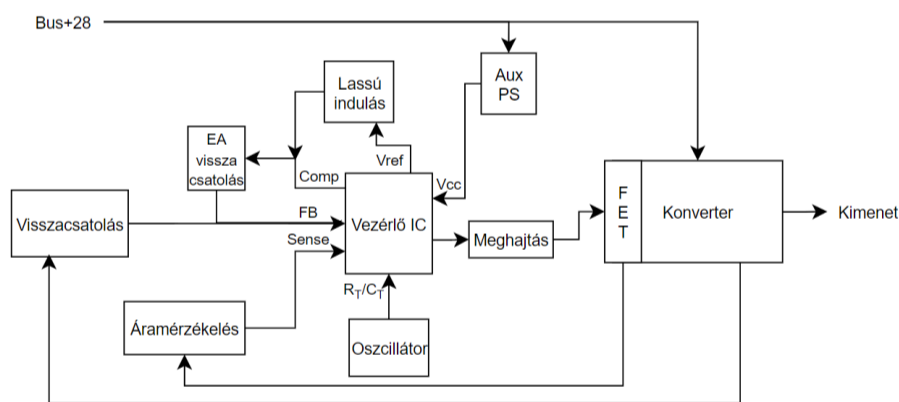 Bus+28
Aux
PS
Lassú
indulás
EA
vissza
csatolás
Vref
Comp
Vcc
Visszacsatolás
FB
Vezérlő IC
Sense
Meghajtás
F
E
T
Konverter
Kimenet
RT/CT
Áramérzékelés
Oszcillátor